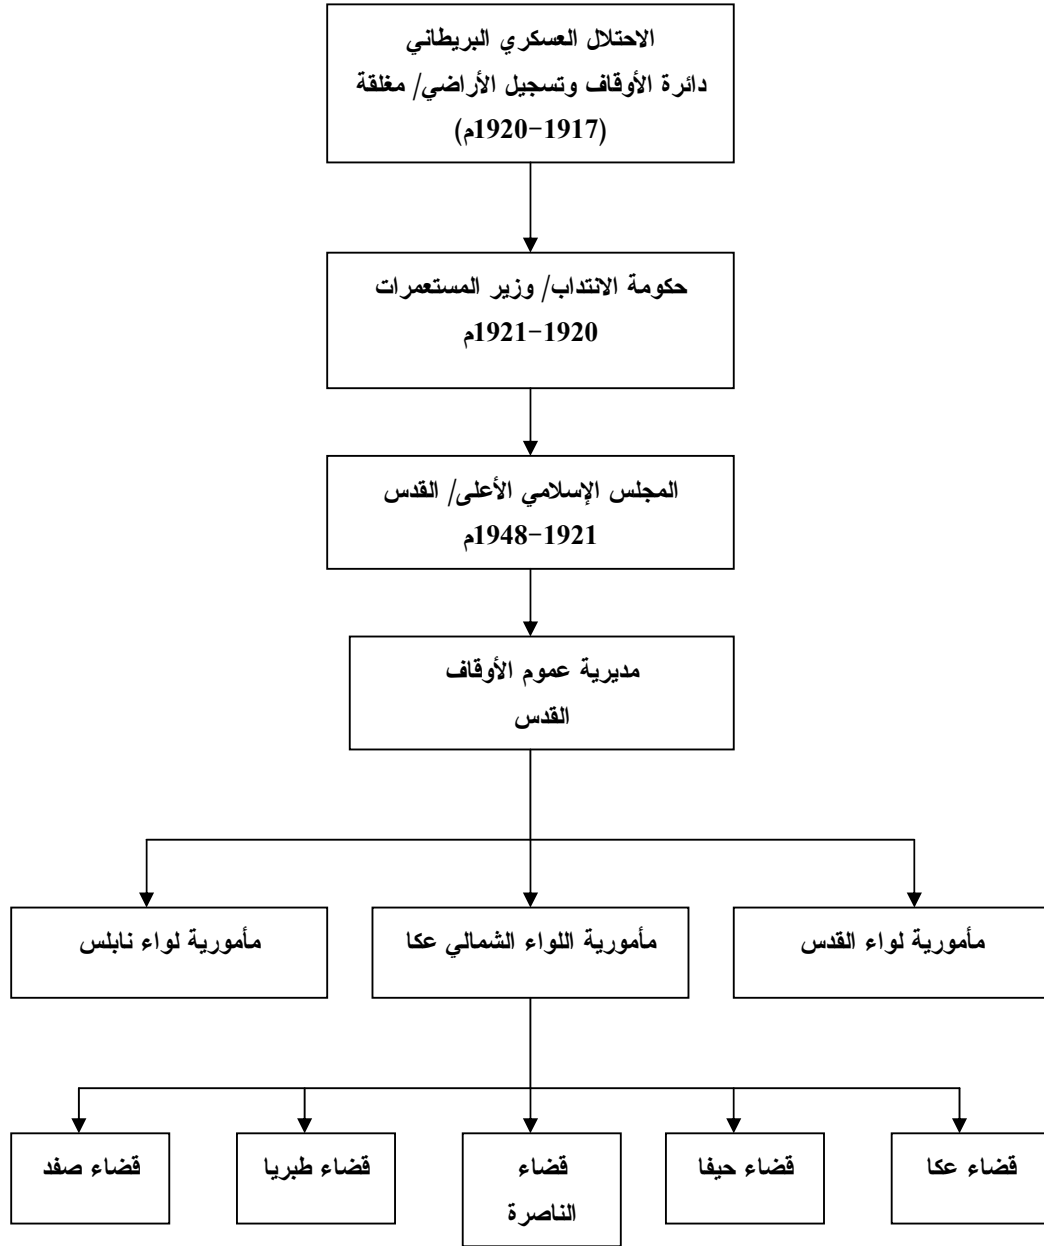 الاحتلال العسكري البريطاني
دائرة الأوقاف وتسجيل الأراضي/ مغلقة
(1917-1920م)
حكومة الانتداب/ وزير المستعمرات
1920-1921م
المجلس الإسلامي الأعلى/ القدس
1921-1948م
مديرية عموم الأوقاف
القدس
مأمورية لواء القدس
مأمورية اللواء الشمالي عكا
مأمورية لواء نابلس
قضاء عكا
قضاء حيفا
قضاء
الناصرة
قضاء طبريا
قضاء صفد